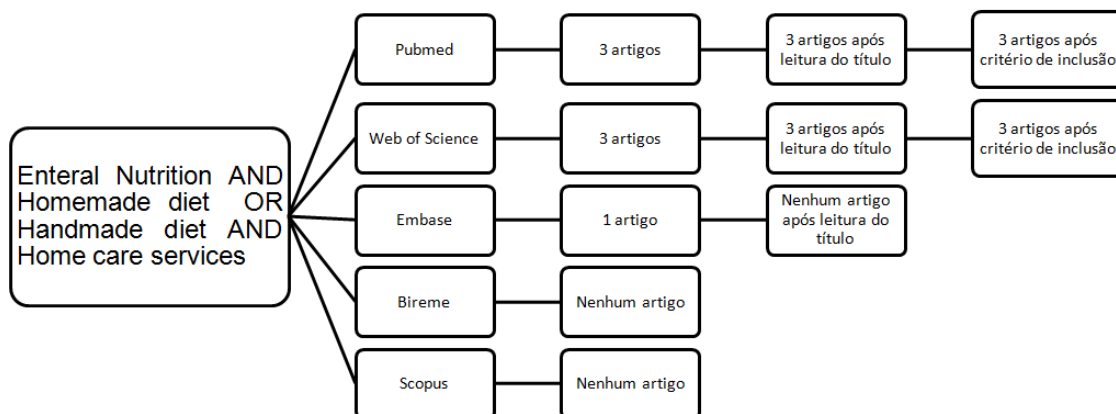 Enteral Nutrition AND
Homemade diet OR
Handmade diet AND
Home care services
Pubmed
3 artigos
3 artigos após
leitura do título
3 artigos após
critério de inclusão
Web of Science
3 artigos
3 artigos após
leitura do título
3 artigos após
critério de inclusão
Embase
1 artigo
Nenhum artigo
após leitura do
título
Bireme
Nenhum artigo
Scopus
Nenhum artigo